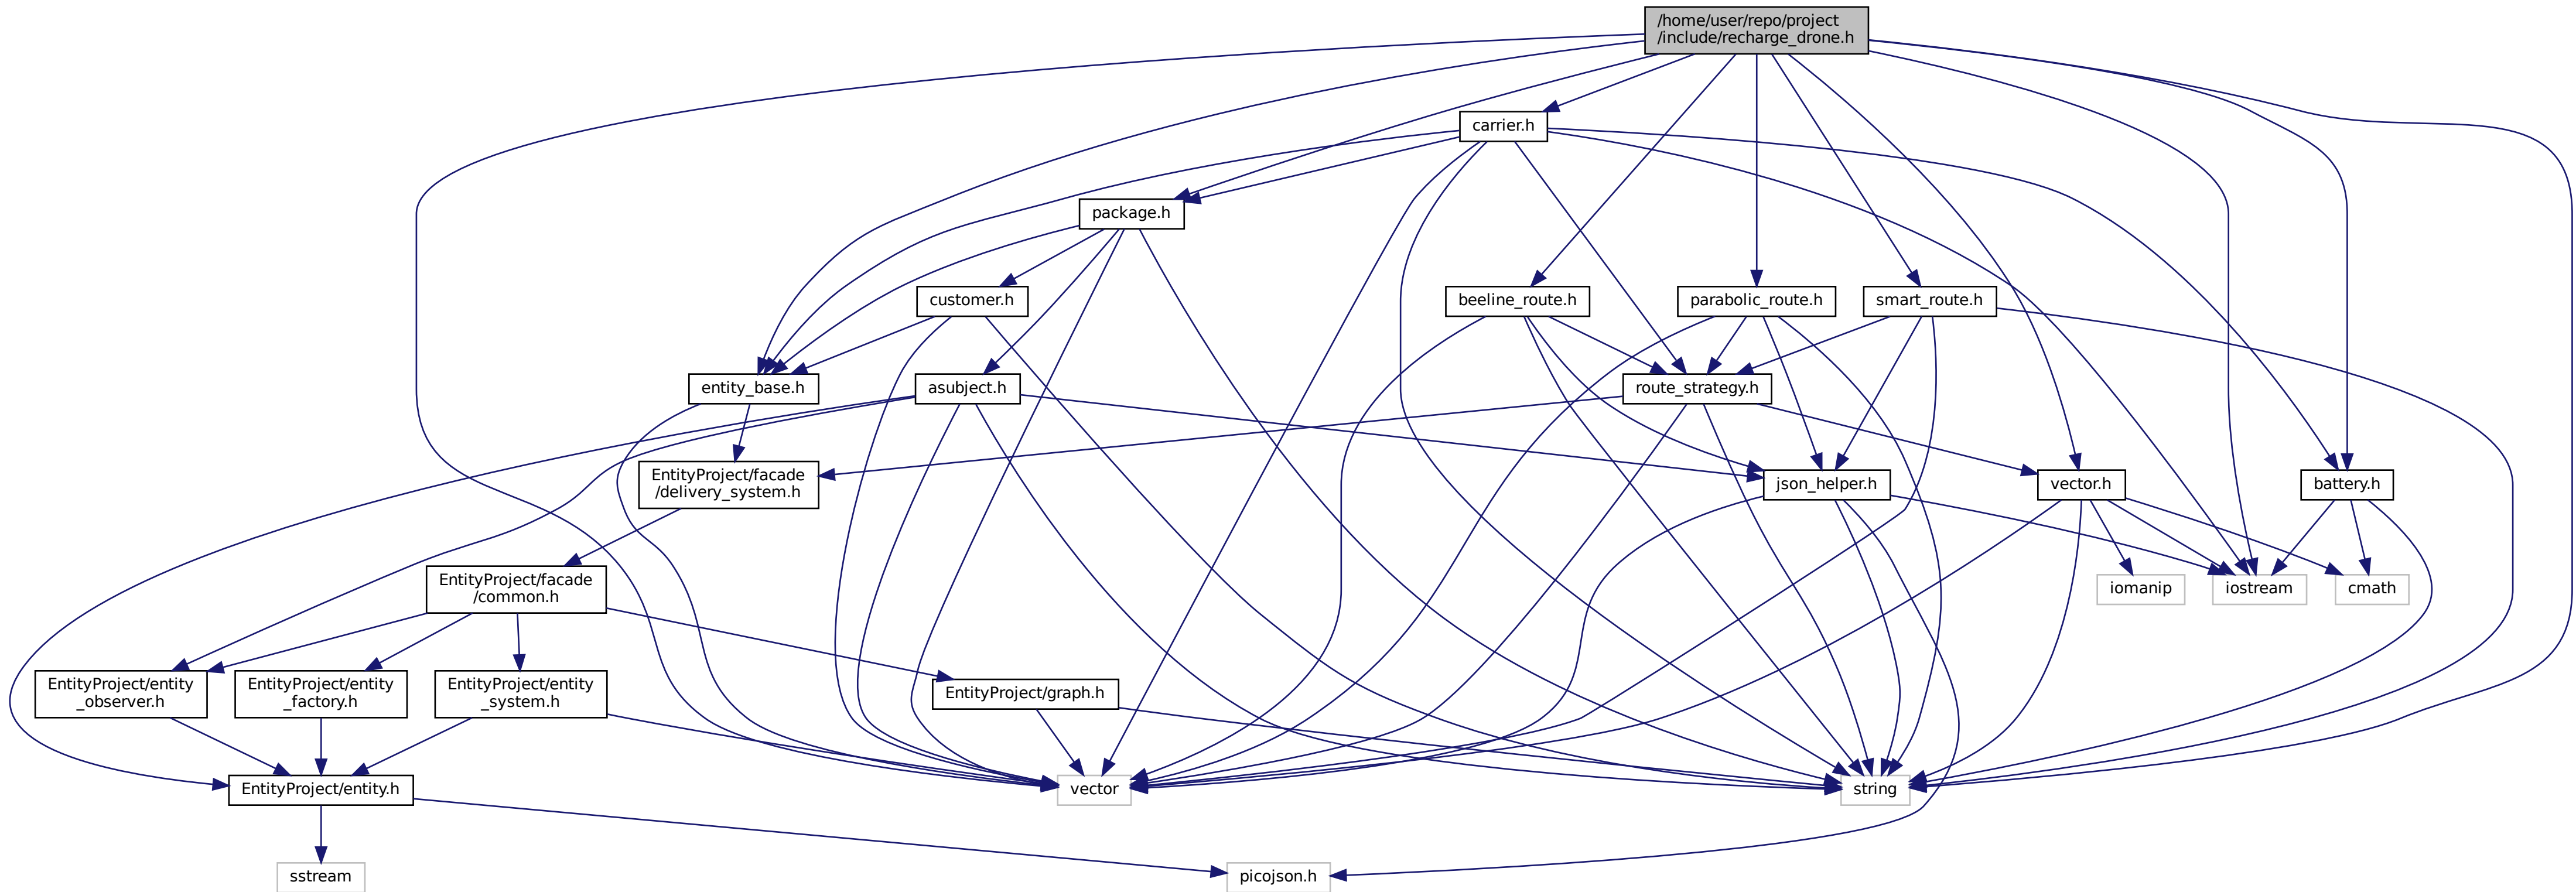 /home/user/repo/project
/include/recharge_drone.h
carrier.h
package.h
customer.h
beeline_route.h
parabolic_route.h
smart_route.h
entity_base.h
asubject.h
route_strategy.h
EntityProject/facade
/delivery_system.h
json_helper.h
vector.h
battery.h
EntityProject/facade
/common.h
iomanip
iostream
cmath
EntityProject/entity
_observer.h
EntityProject/entity
_factory.h
EntityProject/entity
_system.h
EntityProject/graph.h
EntityProject/entity.h
vector
string
sstream
picojson.h